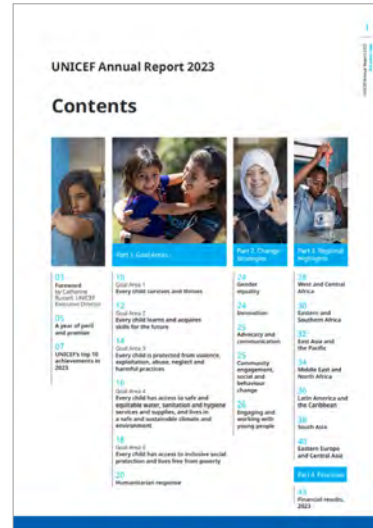 UNICEF Annual Report 2023
Contents
Part 1: Goal Areas
Part 2: Change
Strategies
Part 3: Regional
Highlights
03
Foreword
by Catherine
Russell, UNICEF
Executive Director
05
A year of peril
and promise
07
UNICEF's top 10
achievements in
2023
10
Goal Area 1
Every child survives and thrives
12
Goal Area 2
Every child learns and acquires
skills for the future
14
Goal Area 3
Every child is protected from violence,
exploitation, abuse, neglect and
harmful practices
16
Goal Area 4
Every child has access to safe and
equitable water, sanitation and hygiene
services and supplies, and lives in
a safe and sustainable climate and
environment
18
Goal Area 5
Every child has access to inclusive social
protection and lives free from poverty
20
Humanitarian response
24
Gender
equality
24
Innovation
25
Advocacy and
communication
25
Community
engagement,
social and
behaviour
change
26
Engaging and
working with
young people
28
West and Central
Africa
30
Eastern and
Southern Africa
32
East Asia and
the Pacific
34
Middle East and
North Africa
36
Latin America and
the Caribbean
38
South Asia
40
Eastern Europe
and Central Asia
Part 4: Financials
43
Financial results,
2023